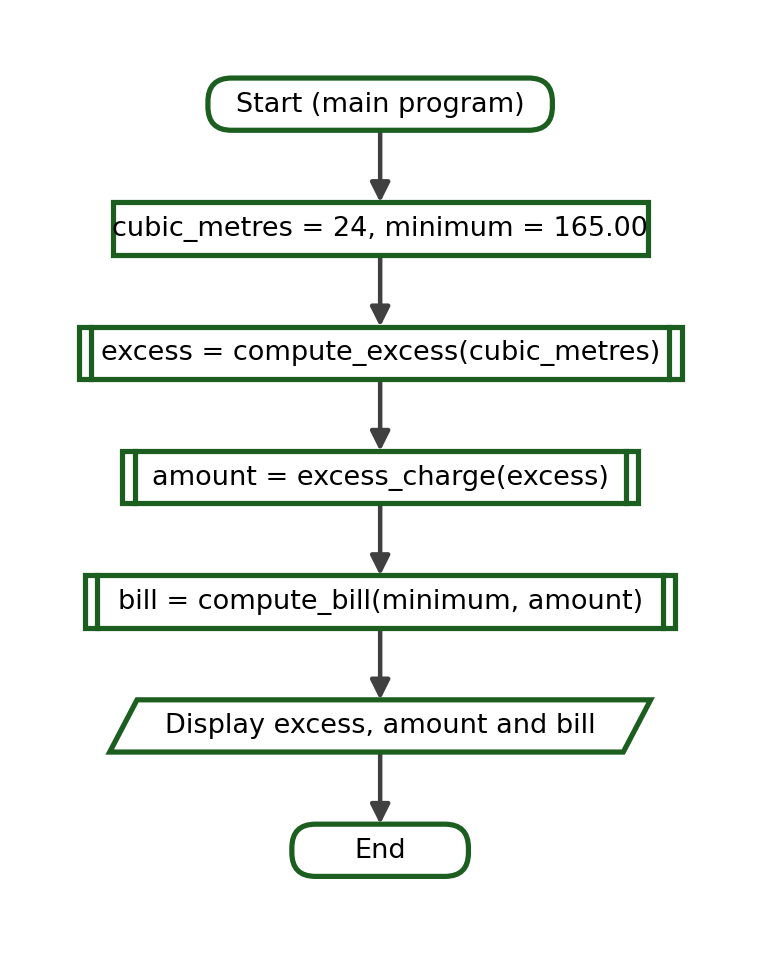 Start (main program)
cubic_metres = 24, minimum = 165.00
excess = compute_excess(cubic_metres)
amount = excess_charge(excess)
bill = compute_bill(minimum, amount)
Display excess, amount and bill
End